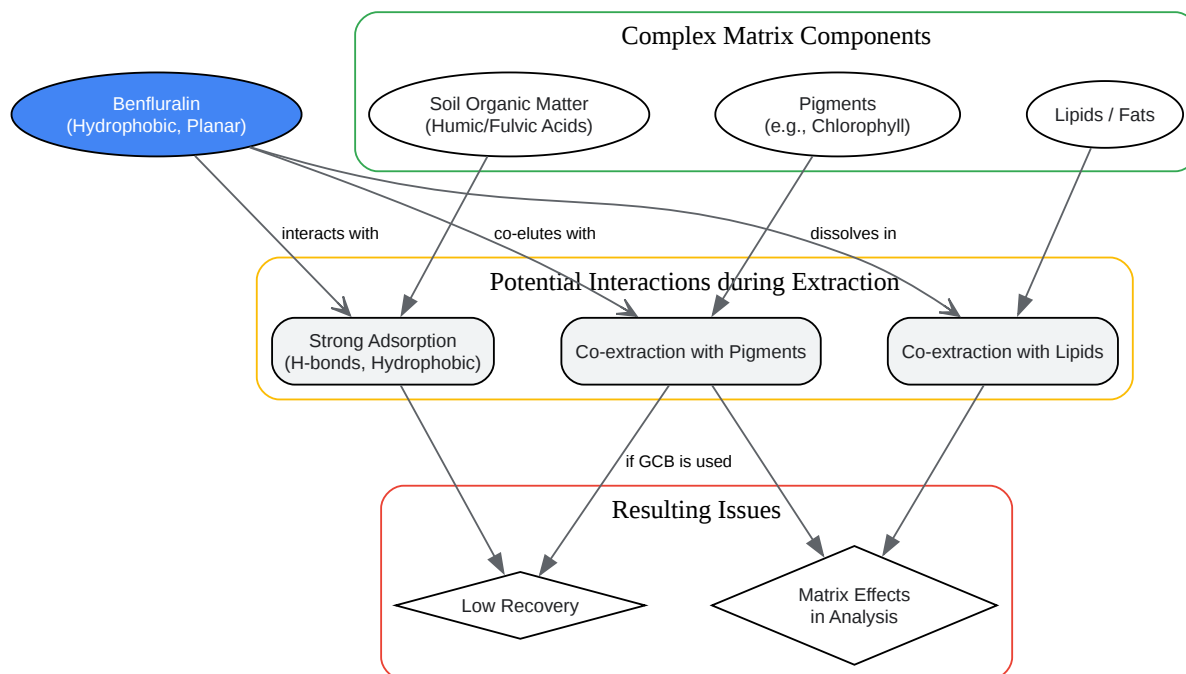 Complex Matrix Components
Benfluralin
(Hydrophobic, Planar)
Soil Organic Matter
(Humic/Fulvic Acids)
Pigments
(e.g., Chlorophyll)
Lipids / Fats
interacts with
co-elutes with
dissolves in
Potential Interactions during Extraction
Strong Adsorption
(H-bonds, Hydrophobic)
Co-extraction with Pigments
Co-extraction with Lipids
if GCB is used
Resulting Issues
Low Recovery
Matrix Effects
in Analysis